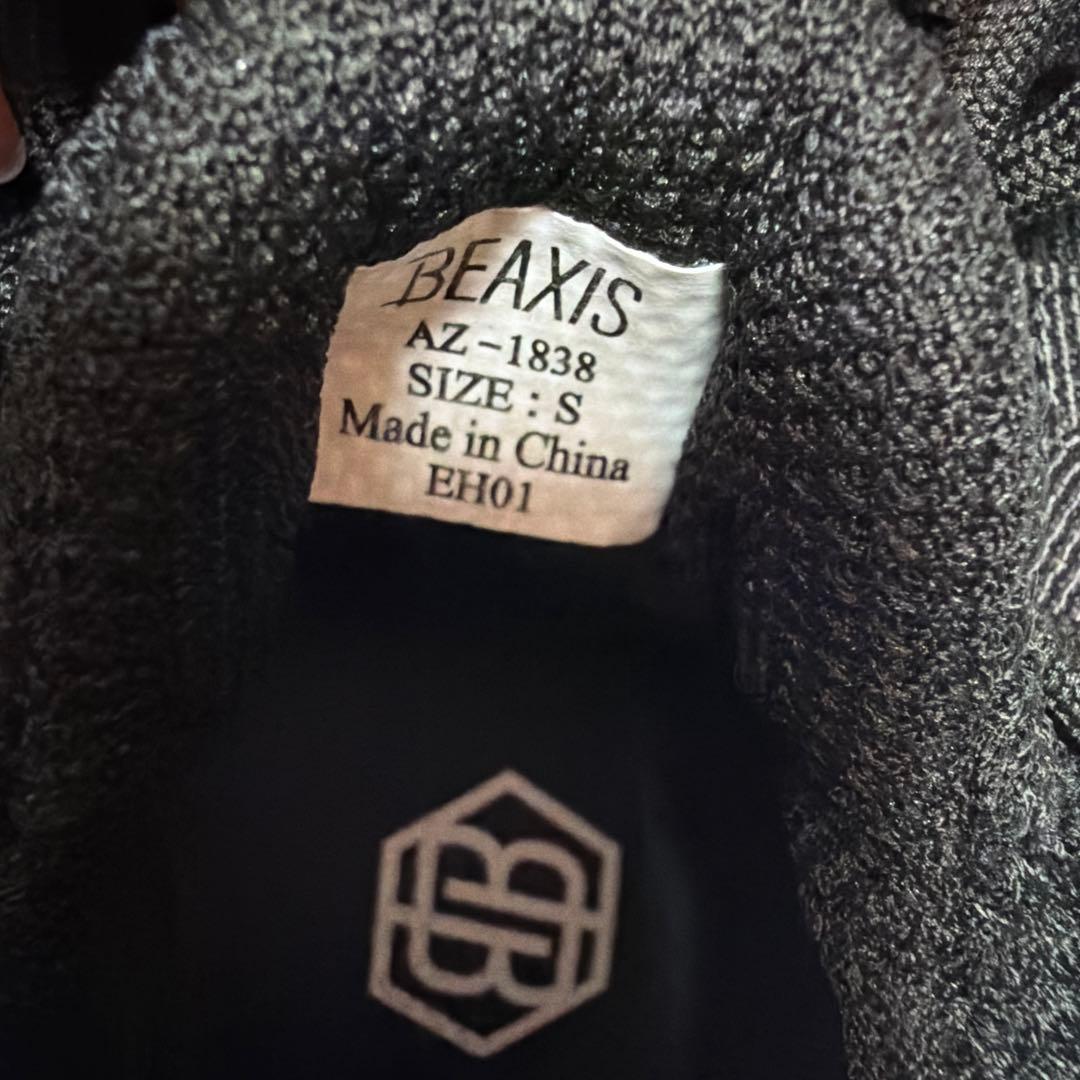 BEAXIS
AZ-1838
SIZE : S
Made in China
EH01